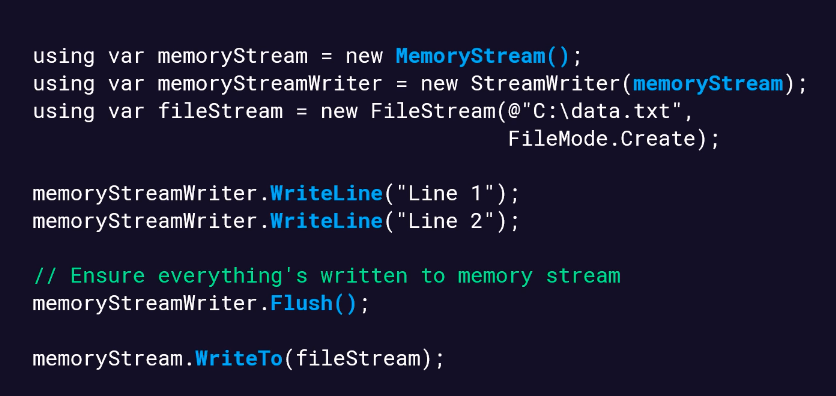 using var memoryStream = new MemoryStream();
using var memoryStreamWriter = new StreamWriter(memoryStream);
using var fileStream = new FileStream(@"C:\data.txt",
                                      FileMode.Create);

memoryStreamWriter.WriteLine("Line 1");
memoryStreamWriter.WriteLine("Line 2");

// Ensure everything's written to memory stream
memoryStreamWriter.Flush();

memoryStream.WriteTo(fileStream);